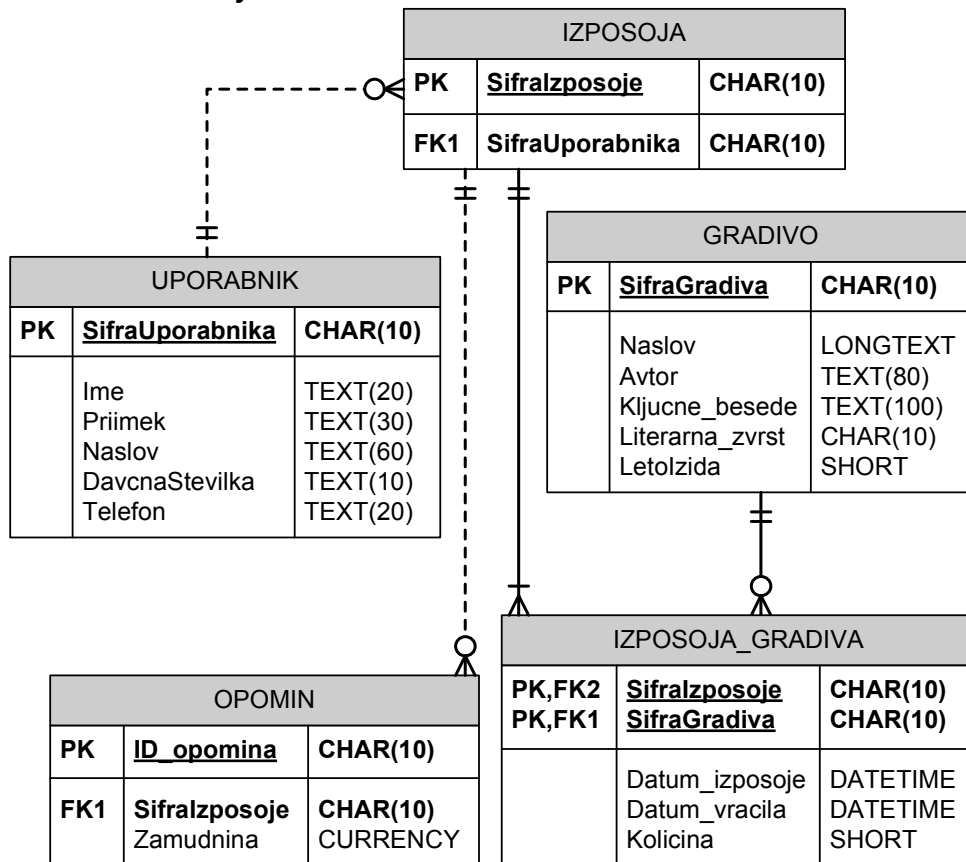 IZPOSOJA
PK SifraIzposoje CHAR(10)
FK1 SifraUporabnika CHAR(10)
UPORABNIK
PK SifraUporabnika CHAR(10)
Ime TEXT(20)
Priimek TEXT(30)
Naslov TEXT(60)
DavcnaStevilka TEXT(10)
Telefon TEXT(20)
GRADIVO
PK SifraGradiva CHAR(10)
Naslov LONGTEXT
Avtor TEXT(80)
Kljucne_besede TEXT(100)
Literarna_zvrst CHAR(10)
LetoIzida SHORT
OPOMIN
PK ID_opomina CHAR(10)
FK1 SifraIzposoje CHAR(10)
Zamudnina CURRENCY
IZPOSOJA_GRADIVA
PK,FK2 SifraIzposoje CHAR(10)
PK,FK1 SifraGradiva CHAR(10)
Datum_izposoje DATETIME
Datum_vracila DATETIME
Kolicina SHORT